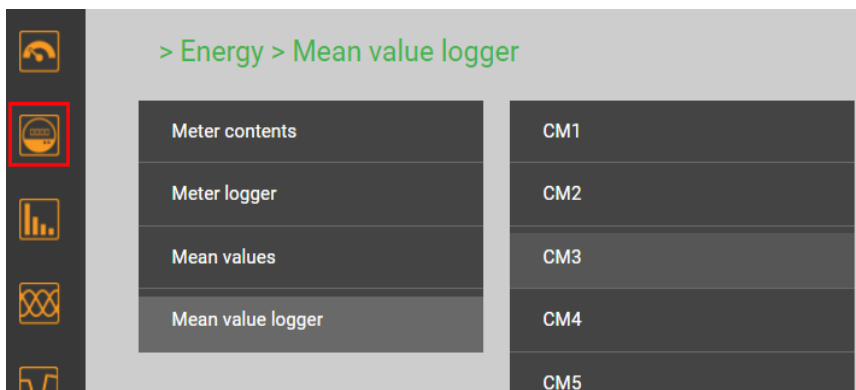 > Energy > Mean value logger
Meter contents
Meter logger
Mean values
Mean value logger
CM1
CM2
CM3
CM4
CM5